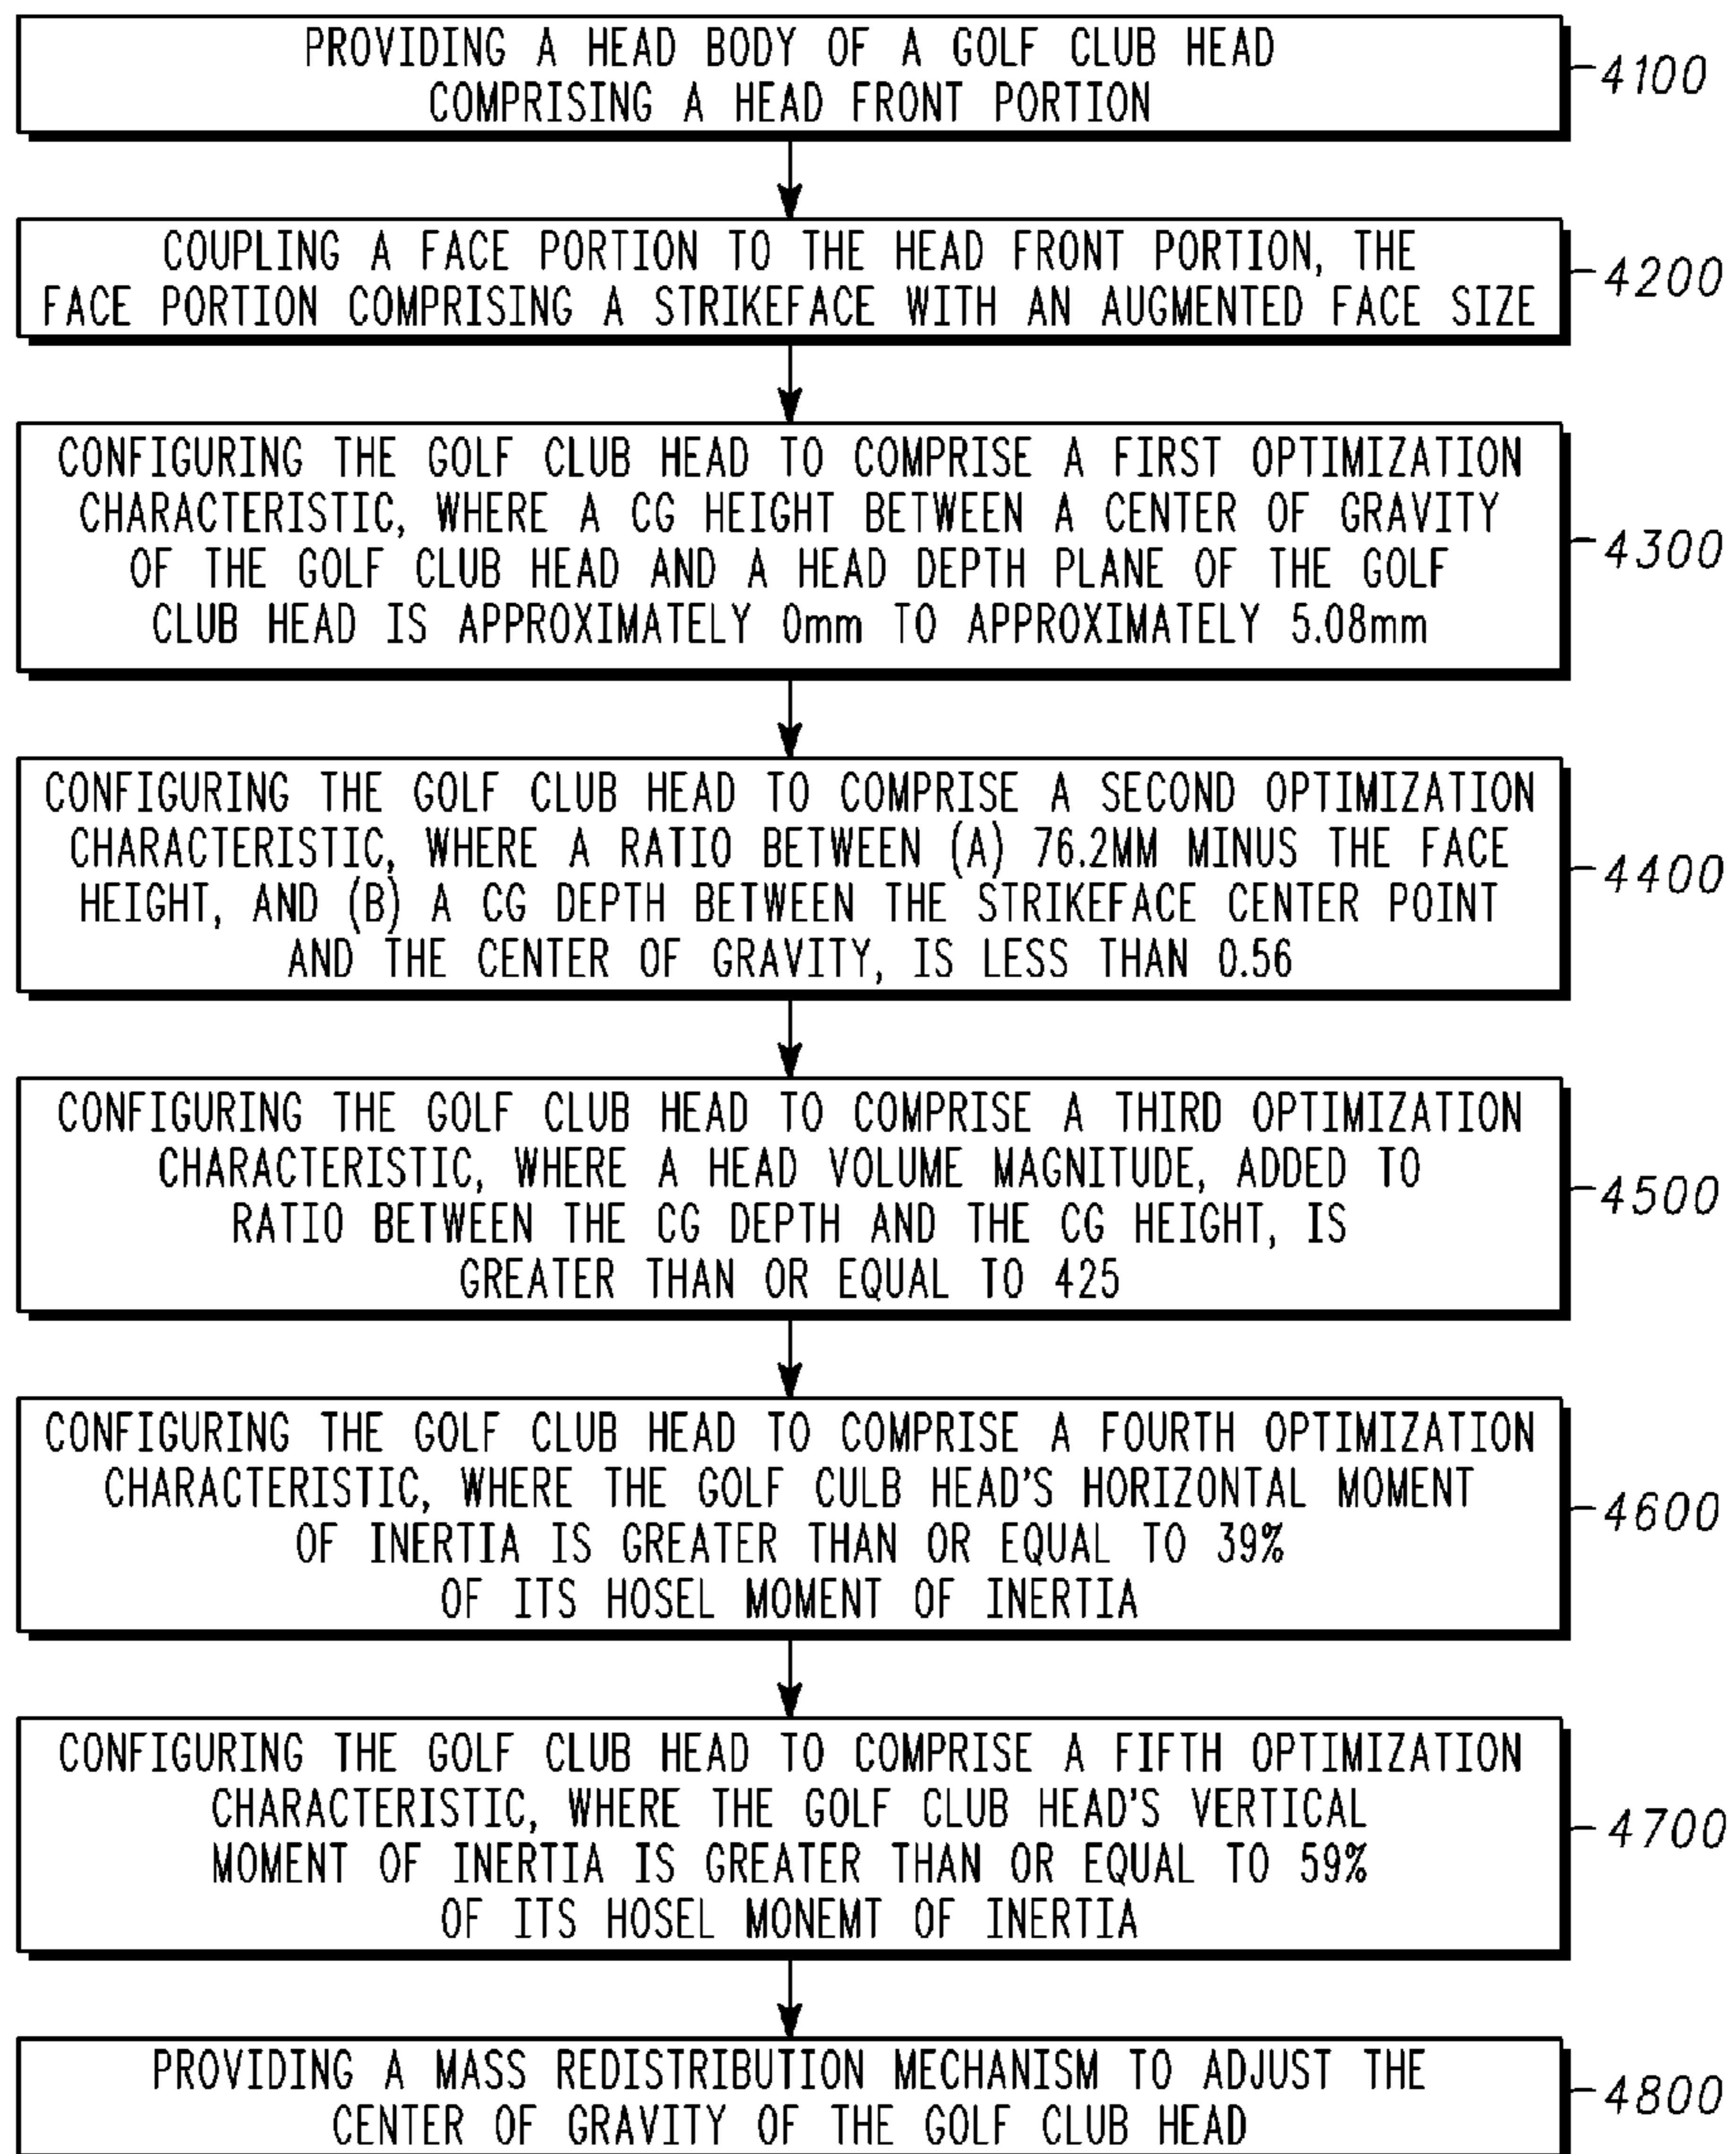 PROVIDING A HEAD BODY OF A GOLF CLUB HEAD
COMPRISING A HEAD FRONT PORTION
4100
COUPLING A FACE PORTION TO THE HEAD FRONT PORTION, THE
FACE PORTION COMPRISING A STRIKEFACE WITH AN AUGMENTED FACE SIZE
4200
CONFIGURING THE GOLF CLUB HEAD TO COMPRISE A FIRST OPTIMIZATION
CHARACTERISTIC, WHERE A CG HEIGHT BETWEEN A CENTER OF GRAVITY
OF THE GOLF CLUB HEAD AND A HEAD DEPTH PLANE OF THE GOLF
CLUB HEAD IS APPROXIMATELY 0mm TO APPROXIMATELY 5.08mm
4300
CONFIGURING THE GOLF CLUB HEAD TO COMPRISE A SECOND OPTIMIZATION
CHARACTERISTIC, WHERE A RATIO BETWEEN (A) 76.2MM MINUS THE FACE
HEIGHT, AND (B) A CG DEPTH BETWEEN THE STRIKEFACE CENTER POINT
AND THE CENTER OF GRAVITY, IS LESS THAN 0.56
4400
CONFIGURING THE GOLF CLUB HEAD TO COMPRISE A THIRD OPTIMIZATION
CHARACTERISTIC, WHERE A HEAD VOLUME MAGNITUDE, ADDED TO
RATIO BETWEEN THE CG DEPTH AND THE CG HEIGHT, IS
GREATER THAN OR EQUAL TO 425
4500
CONFIGURING THE GOLF CLUB HEAD TO COMPRISE A FOURTH OPTIMIZATION
CHARACTERISTIC, WHERE THE GOLF CULB HEAD'S HORIZONTAL MOMENT
OF INERTIA IS GREATER THAN OR EQUAL TO 39%
OF ITS HOSEL MOMENT OF INERTIA
4600
CONFIGURING THE GOLF CLUB HEAD TO COMPRISE A FIFTH OPTIMIZATION
CHARACTERISTIC, WHERE THE GOLF CLUB HEAD'S VERTICAL
MOMENT OF INERTIA IS GREATER THAN OR EQUAL TO 59%
OF ITS HOSEL MONEMT OF INERTIA
4700
PROVIDING A MASS REDISTRIBUTION MECHANISM TO ADJUST THE
CENTER OF GRAVITY OF THE GOLF CLUB HEAD
4800